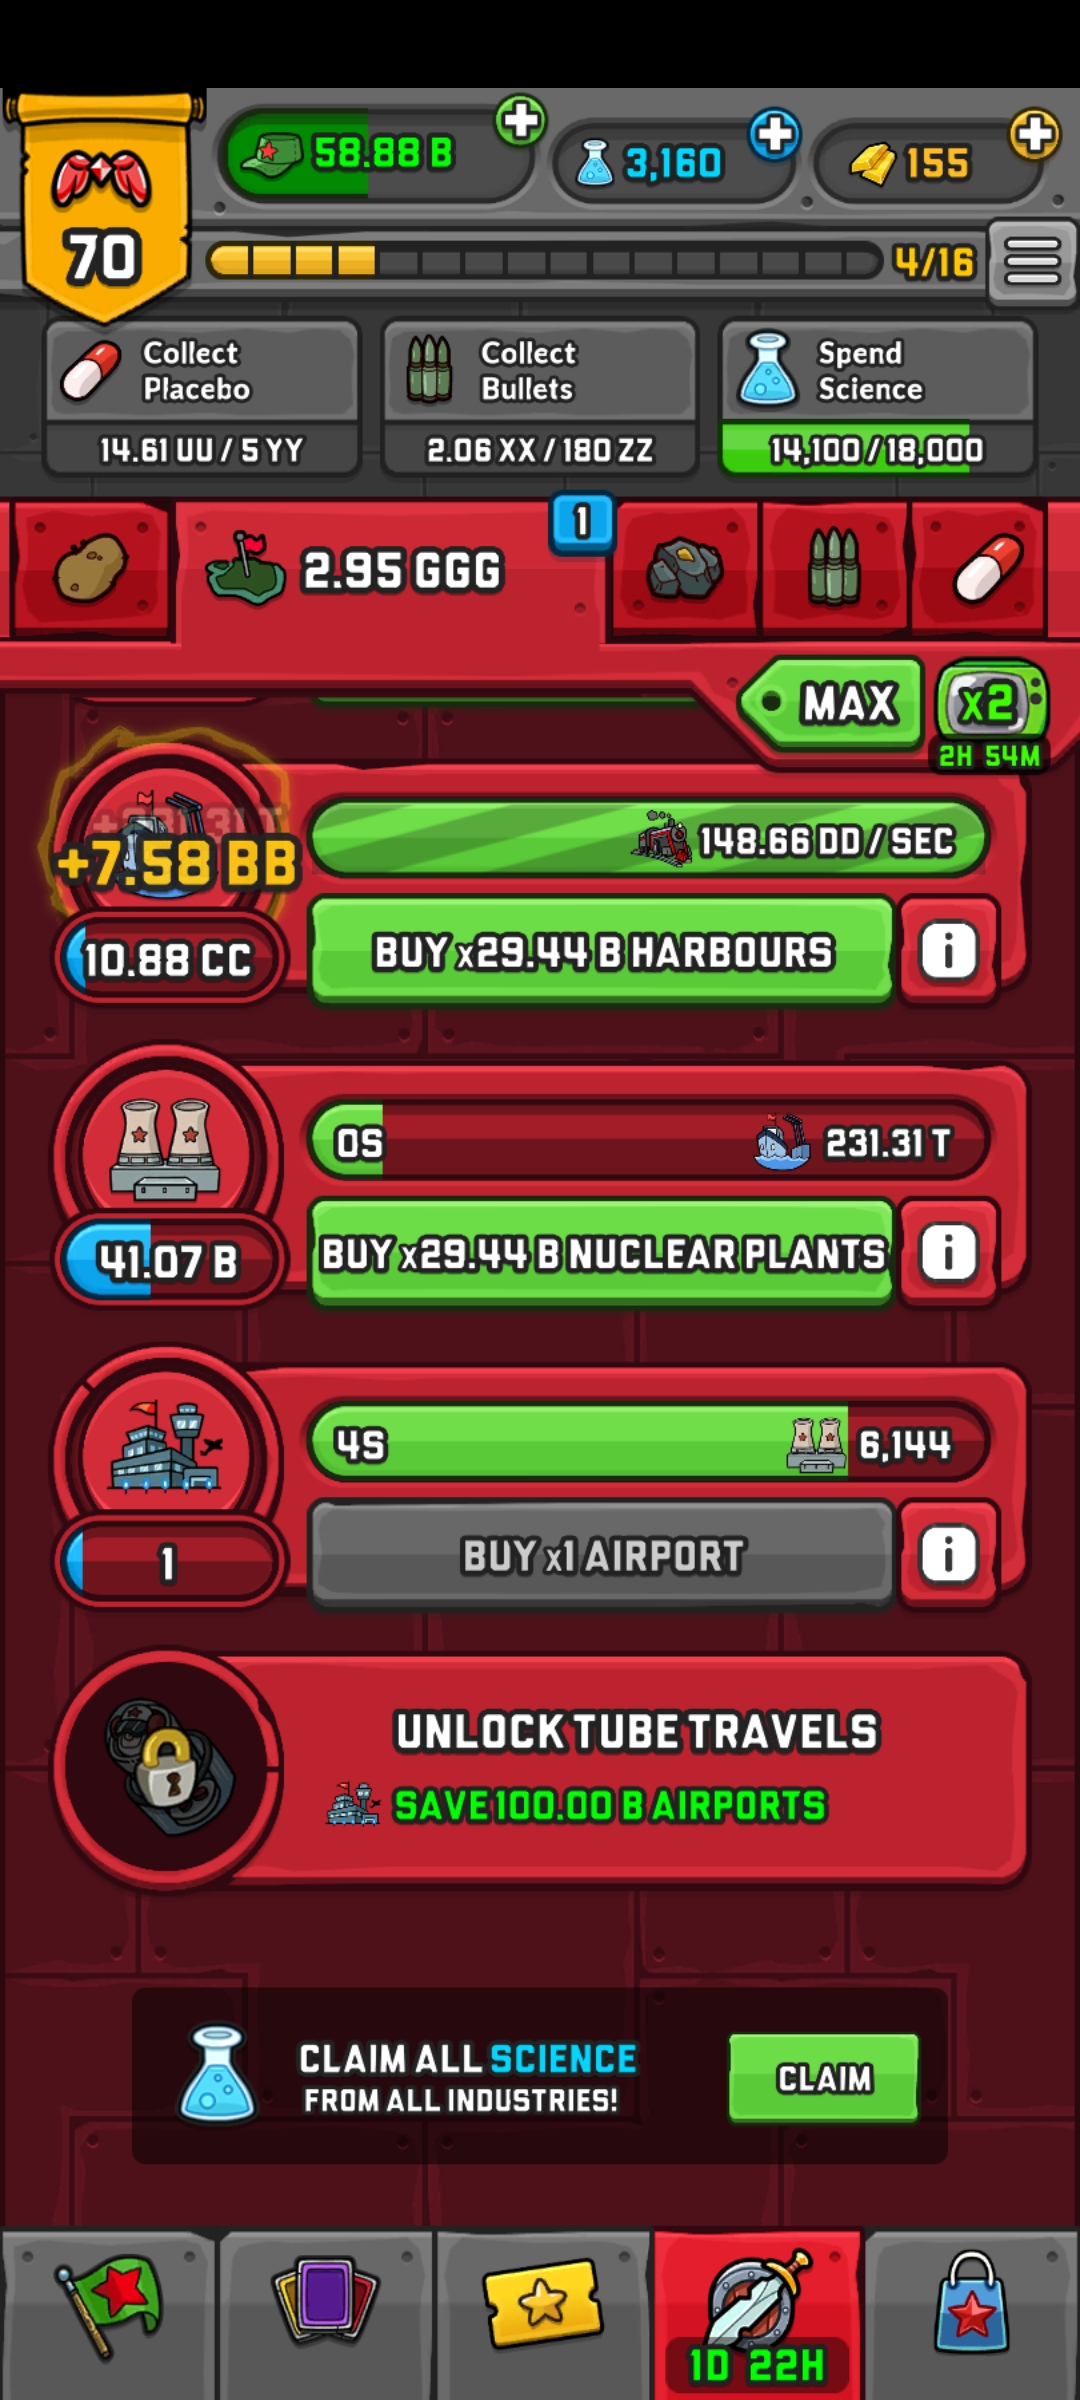 70
58.88 B
3,160
155
4/16
Collect
Placebo
14.61 UU / 5 YY
Collect
Bullets
2.06 XX / 180 ZZ
Spend
Science
14,100 / 18,000
2.95 GGG
1
MAX
x2
2H 54M
+7.58 BB
148.66 DD / SEC
10.88 CC
BUY x29.44 B HARBOURS
i
0S
231.31 T
41.07 B
BUY x29.44 B NUCLEAR PLANTS
i
4S
6,144
1
BUY x1 AIRPORT
i
UNLOCK TUBE TRAVELS
SAVE 100.00 B AIRPORTS
CLAIM ALL SCIENCE
FROM ALL INDUSTRIES!
CLAIM
1D 22H